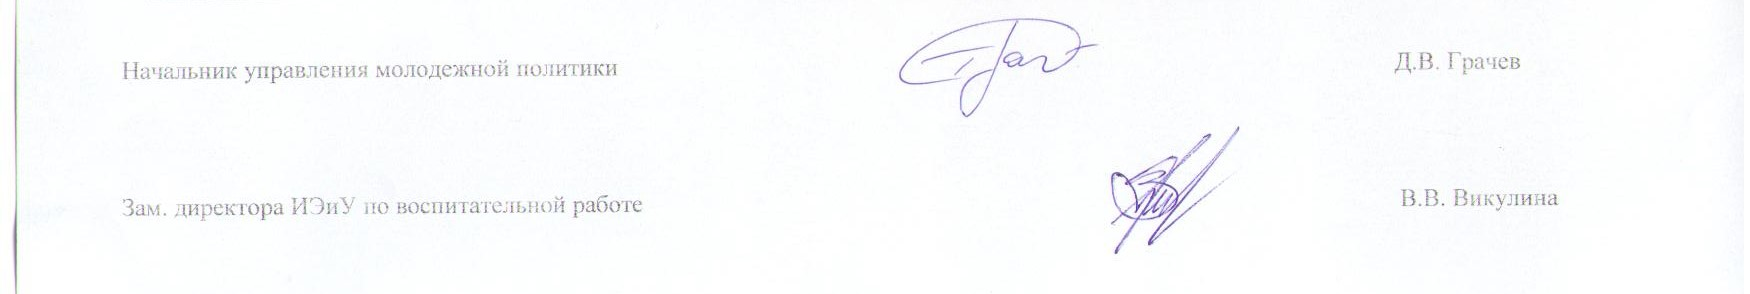 Начальник управления молодежной политики Д.В. Грачев
Зам. директора ИЭиУ по воспитательной работе В.В. Викулина